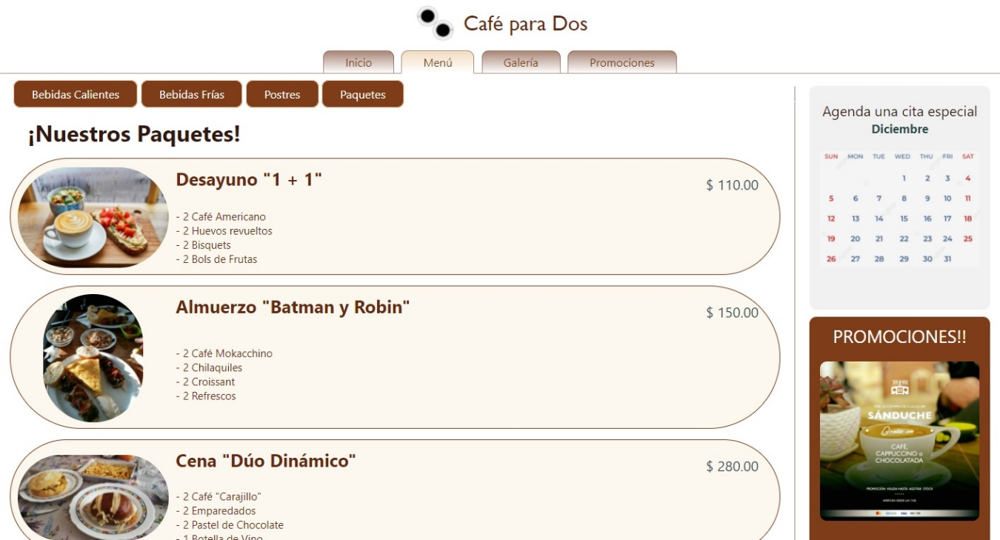 Café para Dos
Inicio
Menú
Galería
Promociones
Bebidas Calientes
Bebidas Frías
Postres
Paquetes
¡Nuestros Paquetes!
Desayuno "1 + 1"
$ 110.00
- 2 Café Americano
- 2 Huevos revueltos
- 2 Bisquets
- 2 Bols de Frutas
Almuerzo "Batman y Robin"
$ 150.00
- 2 Café Mokacchino
- 2 Chilaquiles
- 2 Croissant
- 2 Refrescos
Cena "Dúo Dinámico"
$ 280.00
- 2 Café "Carajillo"
- 2 Emparedados
- 2 Pastel de Chocolate
- 1 Botella de Vino
Agenda una cita especial
Diciembre
SUN MON TUE WED THU FRI SAT
1 2 3 4
5 6 7 8 9 10 11
12 13 14 15 16 17 18
19 20 21 22 23 24 25
26 27 28 29 30 31
PROMOCIONES!!
POR LA COMPRA DE CUALQUIER
SÁNDUCHE
Gratis un
CAFÉ,
CAPPUCCINO o
CHOCOLATADA
PROMOCIÓN VÁLIDA HASTA AGOTAR STOCK